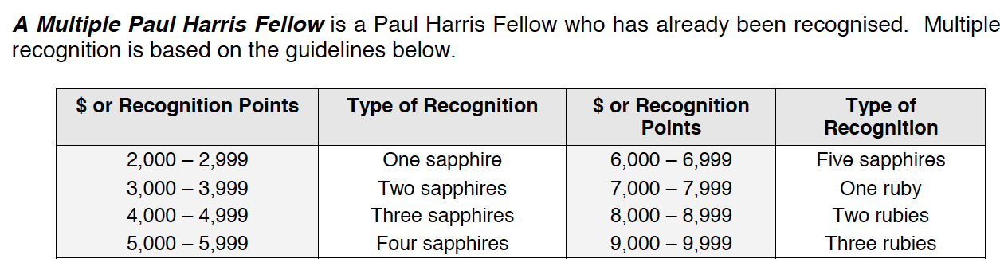 A Multiple Paul Harris Fellow is a Paul Harris Fellow who has already been recognised.  Multiple
recognition is based on the guidelines below.
$ or Recognition Points Type of Recognition $ or Recognition Points Type of Recognition
2,000 – 2,999 One sapphire 6,000 – 6,999 Five sapphires
3,000 – 3,999 Two sapphires 7,000 – 7,999 One ruby
4,000 – 4,999 Three sapphires 8,000 – 8,999 Two rubies
5,000 – 5,999 Four sapphires 9,000 – 9,999 Three rubies